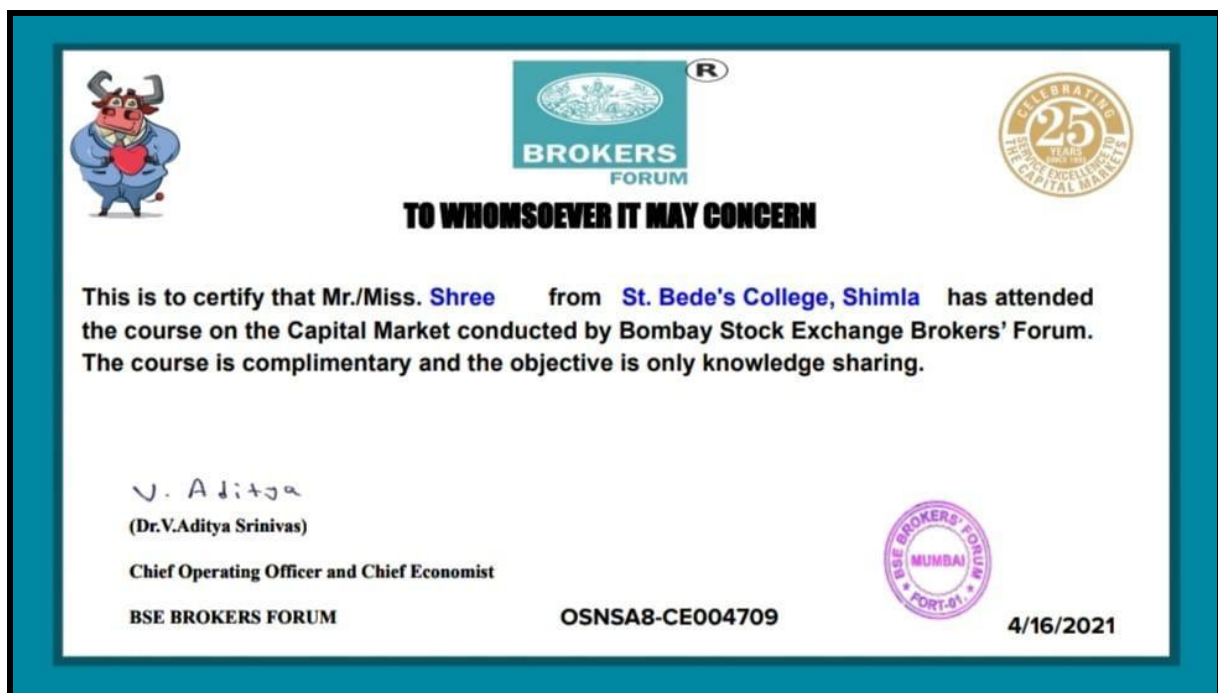 R
BROKERS
FORUM
CELEBRATING
25
YEARS
SINCE 1995
SERVICE EXCELLENCE TO
THE CAPITAL MARKETS
TO WHOMSOEVER IT MAY CONCERN
This is to certify that Mr./Miss. Shree from St. Bede's College, Shimla has attended
the course on the Capital Market conducted by Bombay Stock Exchange Brokers’ Forum.
The course is complimentary and the objective is only knowledge sharing.
V. Aditya
(Dr.V.Aditya Srinivas)
Chief Operating Officer and Chief Economist
BSE BROKERS FORUM
OSNSA8-CE004709
BSE BROKERS' FORUM
MUMBAI
* FORT-01. *
4/16/2021